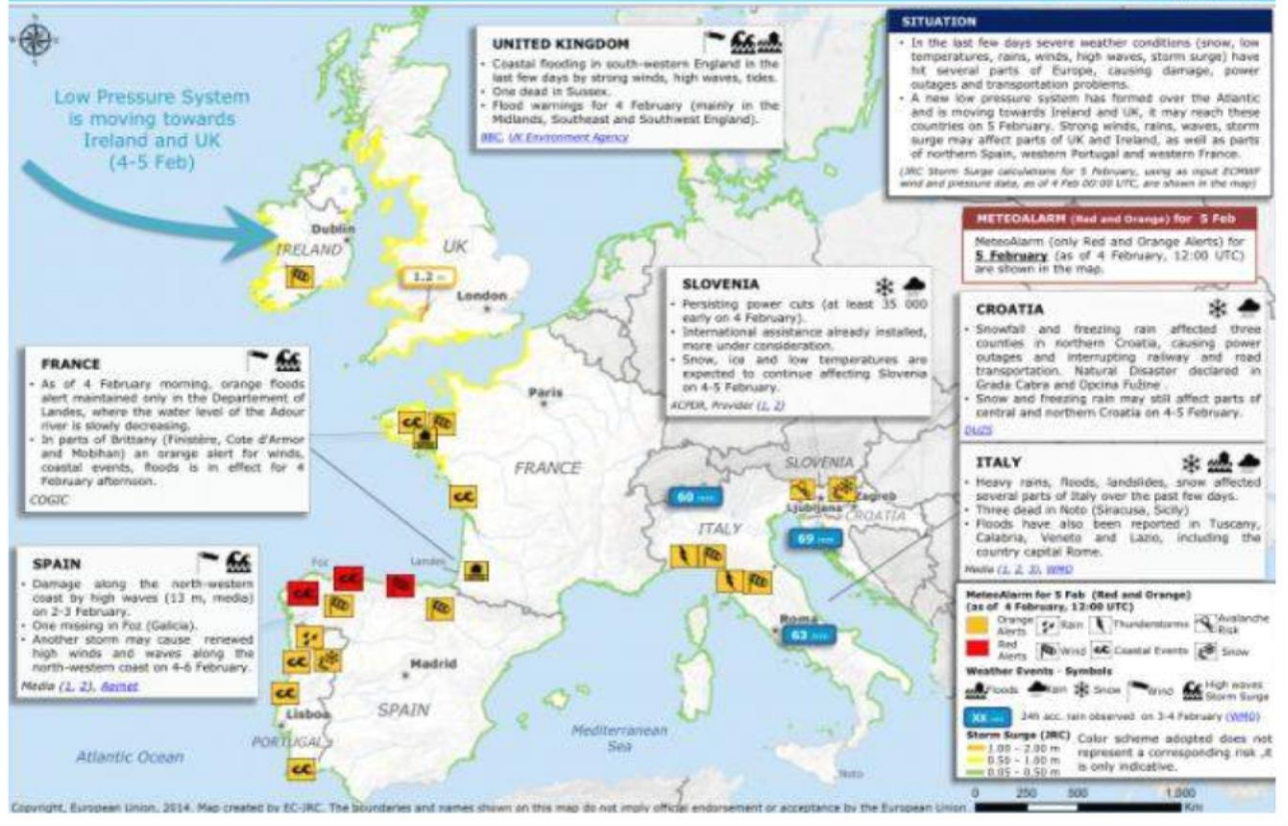 Low Pressure System
is moving towards
Ireland and UK
(4-5 Feb)
UNITED KINGDOM
• Coastal flooding in south-western England in the
last few days by strong winds, high waves, tides.
• One dead in Sussex.
• Flood warnings for 4 February (mainly in the
Midlands, Southeast and Southwest England).
BBC, UK Environment Agency
SITUATION
• In the last few days severe weather conditions (snow, low
temperatures, rains, winds, high waves, storm surge) have
hit several parts of Europe, causing damage, power
outages and transportation problems.
• A new low pressure system has formed over the Atlantic
and is moving towards Ireland and UK, it may reach these
countries on 5 February. Strong winds, rains, waves, storm
surge may affect parts of UK and Ireland, as well as parts
of northern Spain, western Portugal and western France.
(JRC Storm Surge calculations for 5 February, using as input ECMWF
wind and pressure data, as of 4 Feb 00:00 UTC, are shown in the map)
METEOALARM (Red and Orange) for 5 Feb
MeteoAlarm (only Red and Orange Alerts) for
5 February (as of 4 February, 12:00 UTC)
are shown in the map.
Dublin
IRELAND
UK
1.2 m
London
SLOVENIA
• Persisting power cuts (at least 35 000
early on 4 February).
• International assistance already installed,
more under consideration.
• Snow, ice and low temperatures are
expected to continue affecting Slovenia
on 4-5 February.
ACPDR, Provider (1, 2)
CROATIA
• Snowfall and freezing rain affected three
counties in northern Croatia, causing power
outages and interrupting railway and road
transportation. Natural Disaster declared in
Grada Cabra and Opcina Fužine .
• Snow and freezing rain may still affect parts of
central and northern Croatia on 4-5 February.
DUZS
FRANCE
• As of 4 February morning, orange floods
alert maintained only in the Departement of
Landes, where the water level of the Adour
river is slowly decreasing.
• In parts of Brittany (Finistère, Cote d'Armor
and Mobihan) an orange alert for winds,
coastal events, floods is in effect for 4
February afternoon.
COGIC
Paris
FRANCE
SLOVENIA
Zagreb
Ljubljana
CROATIA
60 mm
69 mm
ITALY
ITALY
• Heavy rains, floods, landslides, snow affected
several parts of Italy over the past few days.
• Three dead in Noto (Siracusa, Sicily)
• Floods have also been reported in Tuscany,
Calabria, Veneto and Lazio, including the
country capital Rome.
Media (1, 2, 3), WMO
SPAIN
• Damage along the north-western
coast by high waves (13 m, media)
on 2-3 February.
• One missing in Foz (Galicia).
• Another storm may cause renewed
high winds and waves along the
north-western coast on 4-6 February.
Media (1, 2), Aemet
Foz
Landes
Madrid
Lisboa
SPAIN
PORTUGAL
Roma
63 mm
Atlantic Ocean
Mediterranean
Sea
Noto
MeteoAlarm for 5 Feb (Red and Orange)
(as of 4 February, 12:00 UTC)
Orange
Alerts
Rain
Thunderstorms
Avalanche
Risk
Red
Alerts
Wind
Coastal Events
Snow
Weather Events - Symbols
Floods
Rain
Snow
Wind
High waves
Storm Surge
XX mm
24h acc. rain observed on 3-4 February (WMO)
Storm Surge (JRC)
1.00 - 2.00 m
0.50 - 1.00 m
0.05 - 0.50 m
Color scheme adopted does not
represent a corresponding risk ,it
is only indicative.
Copyright, European Union, 2014. Map created by EC-JRC. The boundaries and names shown on this map do not imply official endorsement or acceptance by the European Union.
0 250 500 1.000
Km